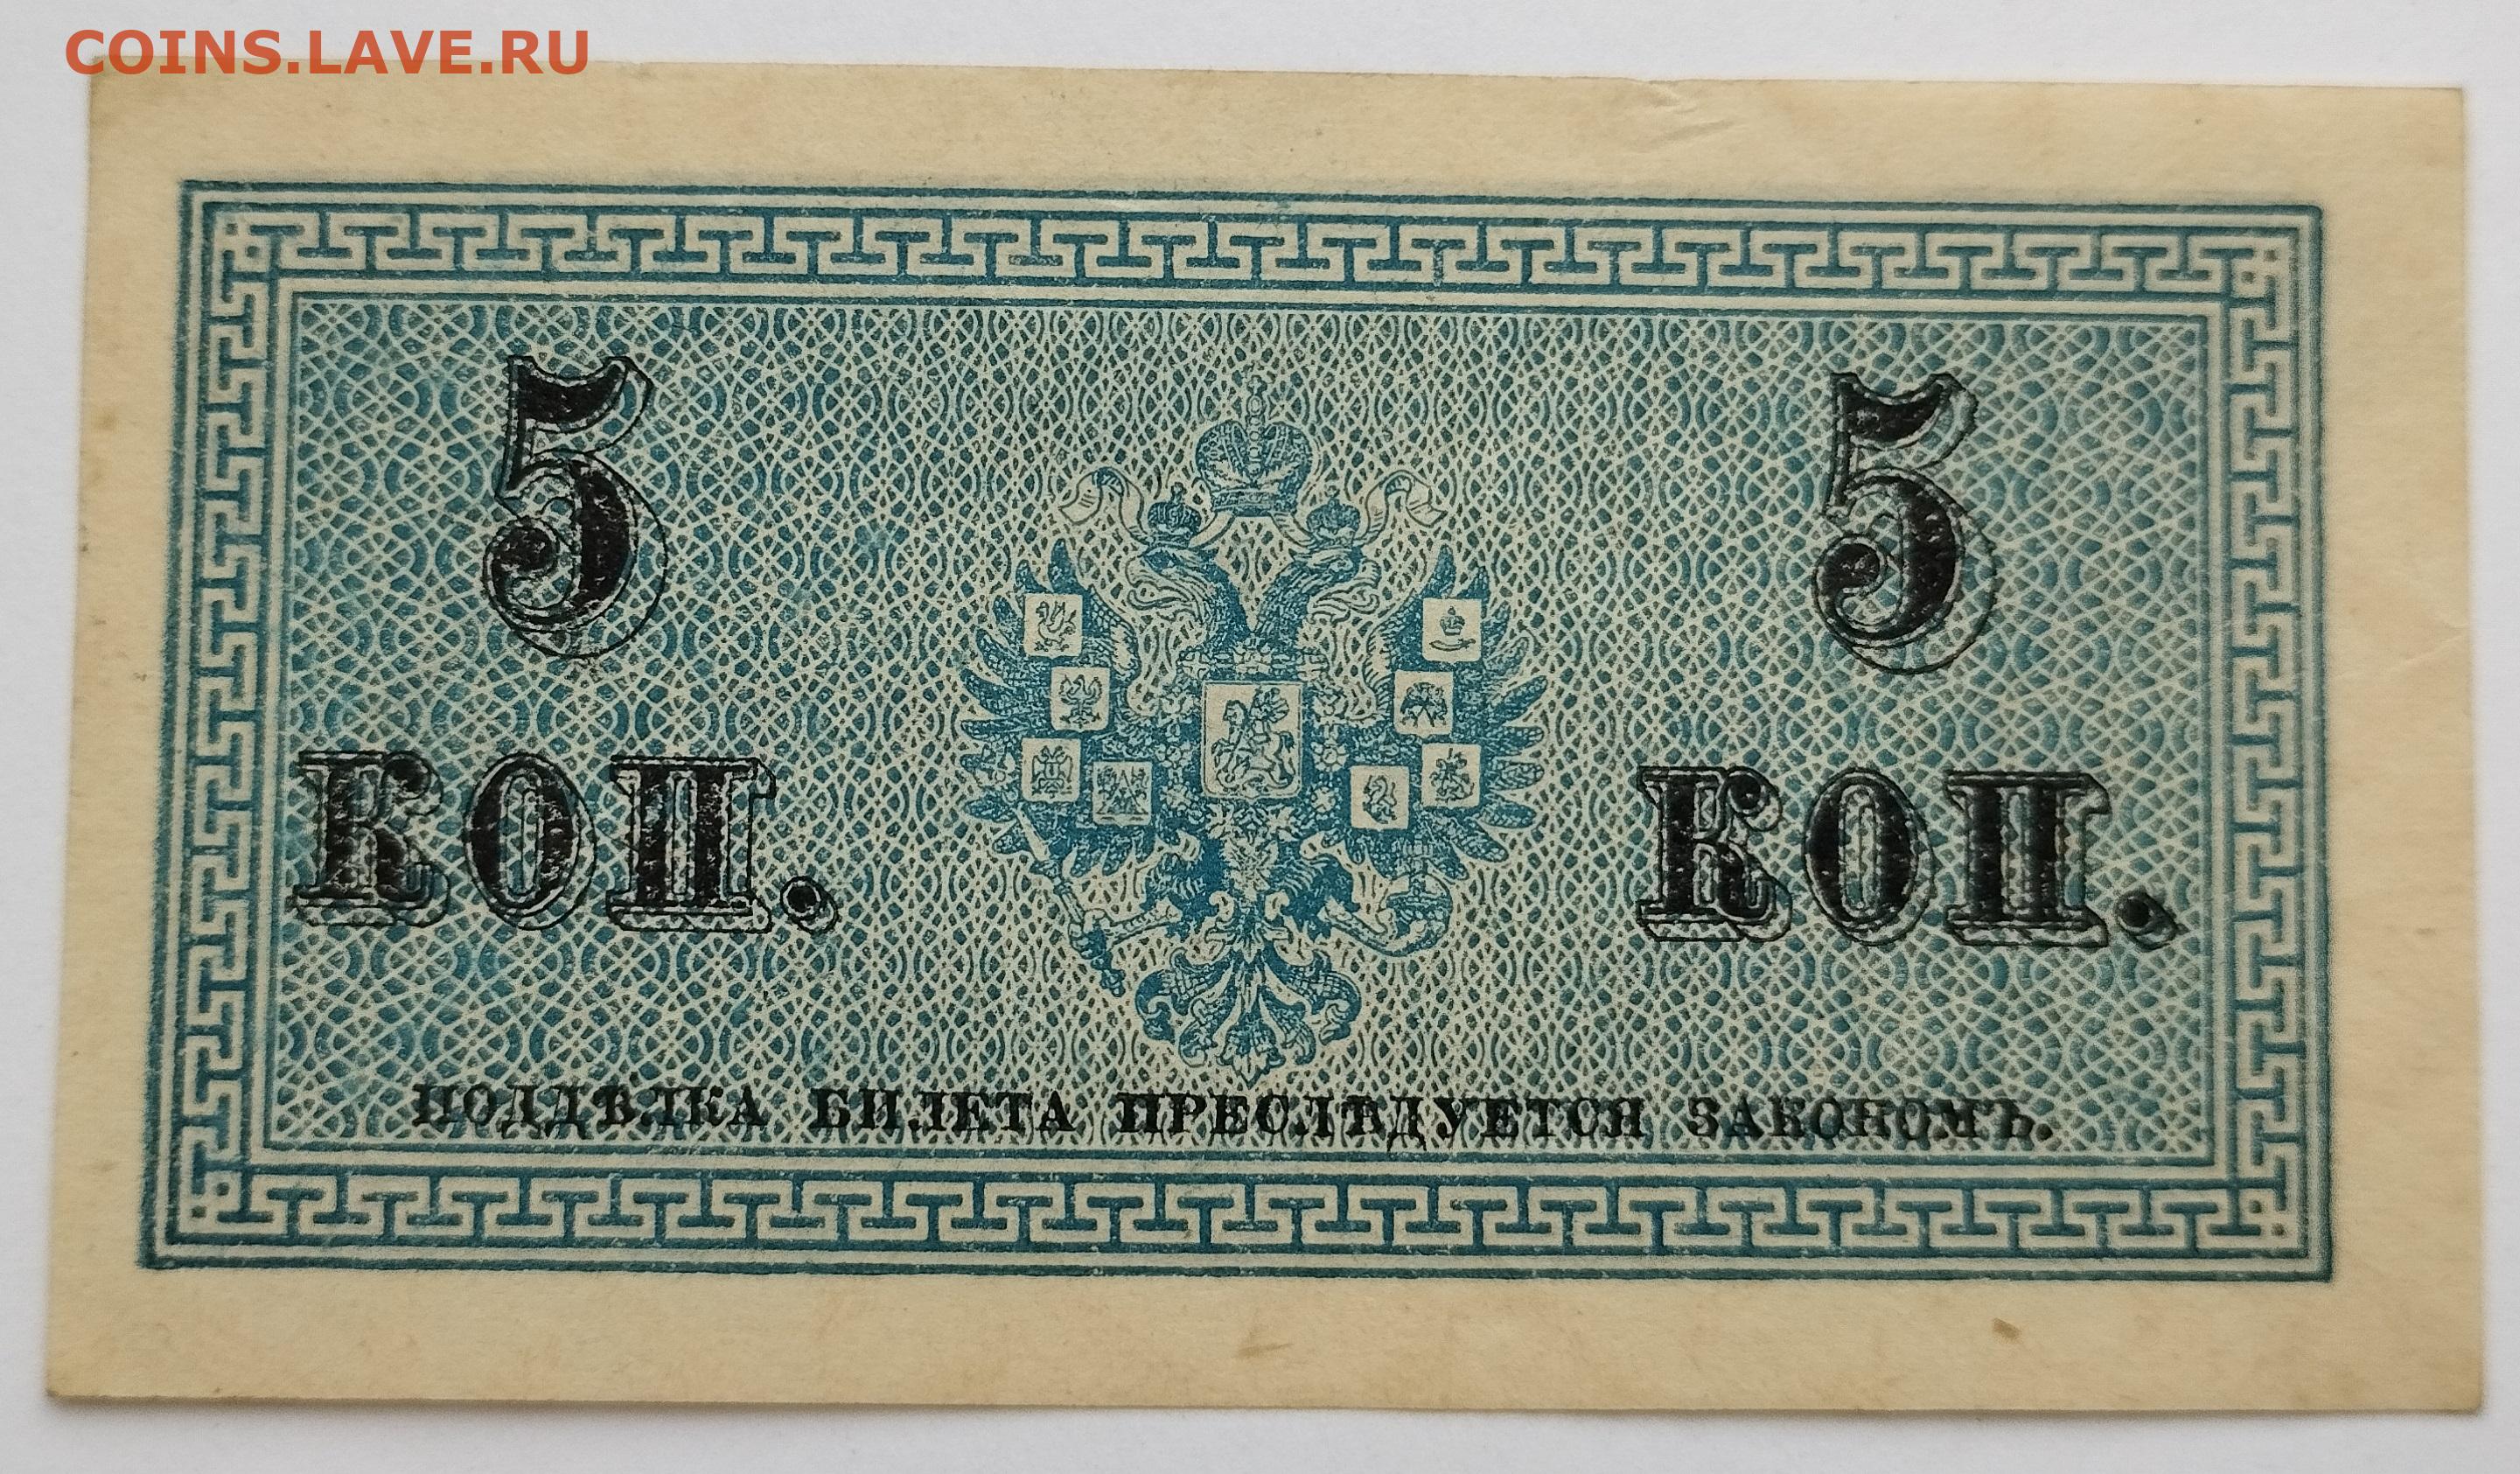 COINS.LAVE.RU
5 5
КОП. КОП.
ПОДДѢЛКА БИЛЕТА ПРЕСЛѢДУЕТСЯ ЗАКОНОМЪ.